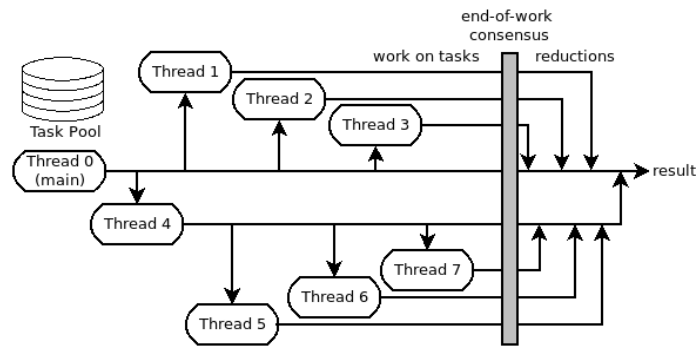 end-of-work
consensus
work on tasks
reductions
Thread 1
Thread 2
Thread 3
Task Pool
Thread 0
(main)
result
Thread 4
Thread 7
Thread 6
Thread 5